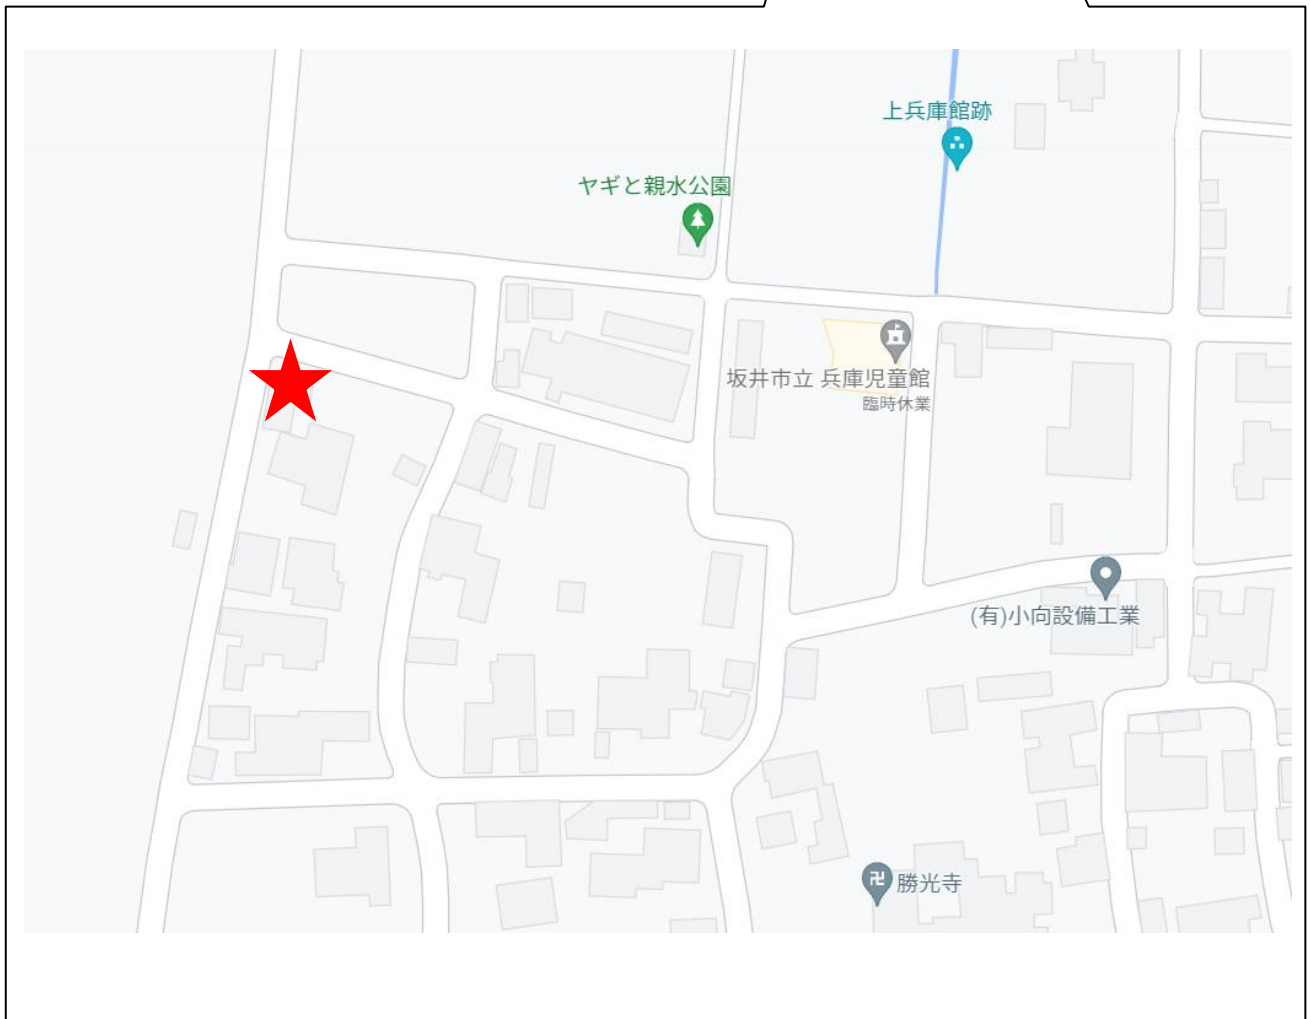 上兵庫館跡
ヤギと親水公園
坂井市立 兵庫児童館
臨時休業
(有)小向設備工業
卍 勝光寺